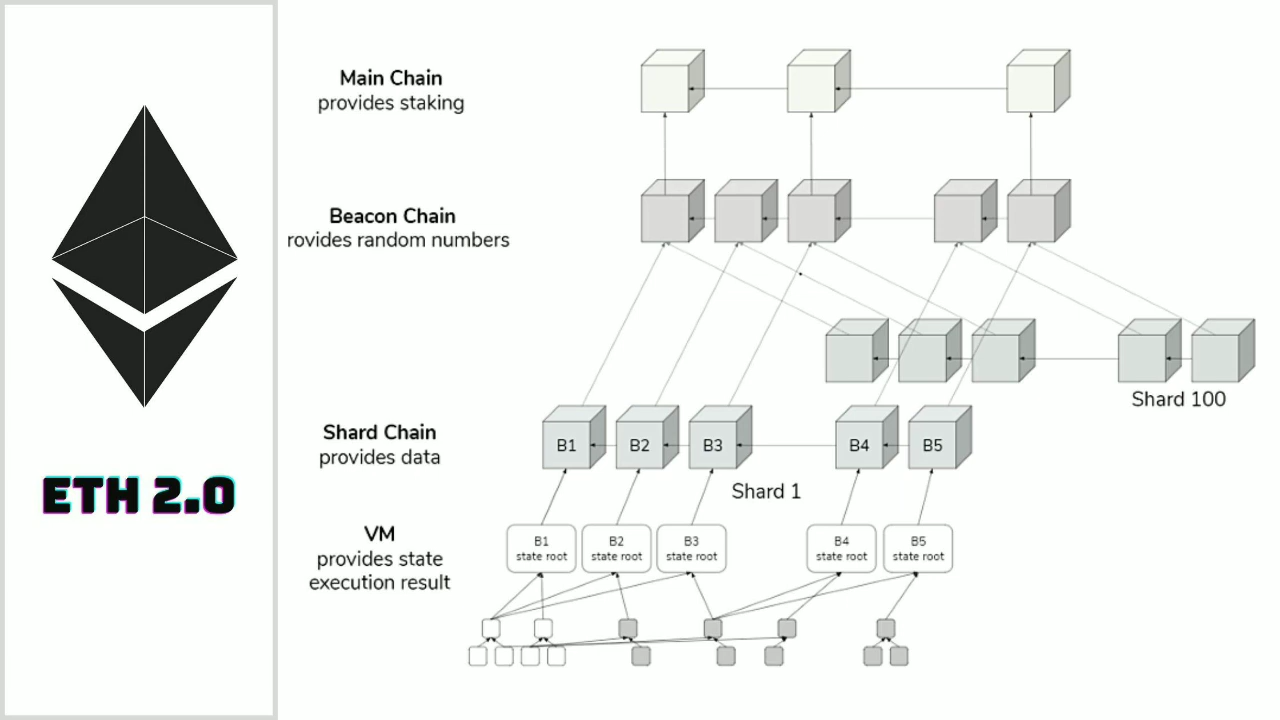 ETH 2.0
Main Chain
provides staking
Beacon Chain
rovides random numbers
Shard 100
Shard Chain
provides data
B1
B2
B3
B4
B5
Shard 1
VM
provides state
execution result
B1
state root
B2
state root
B3
state root
B4
state root
B5
state root